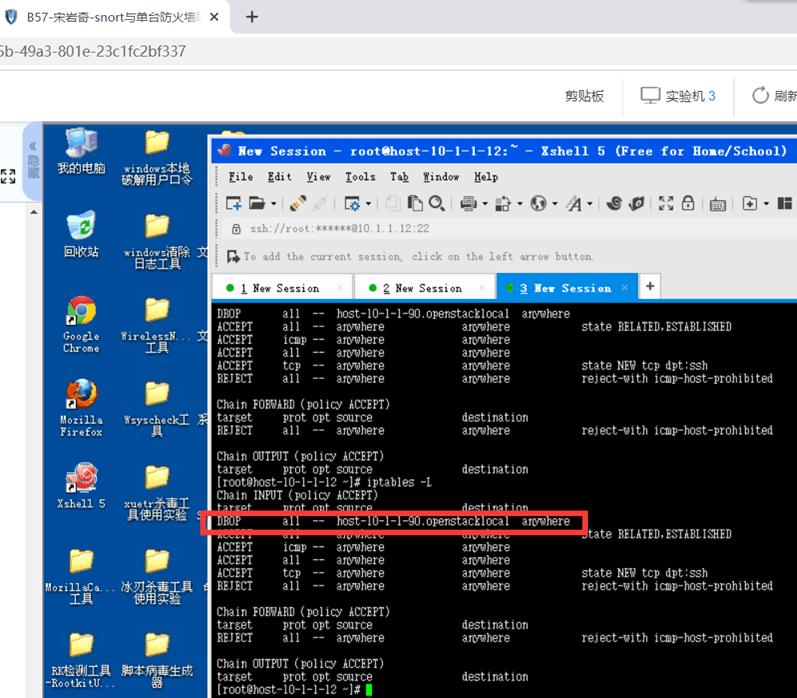 B57-宋岩奇-snort与单台防火墙
5b-49a3-801e-23c1fc2bf337
剪贴板
实验机 3
刷新
隐藏
我的电脑
windows本地
破解用户口令
回收站
windows清除
日志工具
文
Google
Chrome
WirelessN...
工具
文
Mozilla
Firefox
Wsyscheck工
具
系
Xshell 5
xuetr杀毒工
具使用实验
MozillaCa...
工具
冰刃杀毒工具
使用实验
RK检测工具
-RootkitU...
脚本病毒生成
器
New Session - root@host-10-1-1-12:~ - Xshell 5 (Free for Home/School)
File Edit View Tools Tab Window Help
ssh://root:******@10.1.1.12:22
To add the current session, click on the left arrow button.
1 New Session × 2 New Session × 3 New Session × +
DROP all -- host-10-1-1-90.openstacklocal anywhere
ACCEPT all -- anywhere anywhere state RELATED,ESTABLISHED
ACCEPT icmp -- anywhere anywhere
ACCEPT all -- anywhere anywhere
ACCEPT tcp -- anywhere anywhere state NEW tcp dpt:ssh
REJECT all -- anywhere anywhere reject-with icmp-host-prohibited
Chain FORWARD (policy ACCEPT)
target prot opt source destination
REJECT all -- anywhere anywhere reject-with icmp-host-prohibited
Chain OUTPUT (policy ACCEPT)
target prot opt source destination
[root@host-10-1-1-12 ~]# iptables -L
Chain INPUT (policy ACCEPT)
target prot opt source destination
DROP all -- host-10-1-1-90.openstacklocal anywhere
ACCEPT all -- anywhere anywhere state RELATED,ESTABLISHED
ACCEPT icmp -- anywhere anywhere
ACCEPT all -- anywhere anywhere
ACCEPT tcp -- anywhere anywhere state NEW tcp dpt:ssh
REJECT all -- anywhere anywhere reject-with icmp-host-prohibited
Chain FORWARD (policy ACCEPT)
target prot opt source destination
REJECT all -- anywhere anywhere reject-with icmp-host-prohibited
Chain OUTPUT (policy ACCEPT)
target prot opt source destination
[root@host-10-1-1-12 ~]#